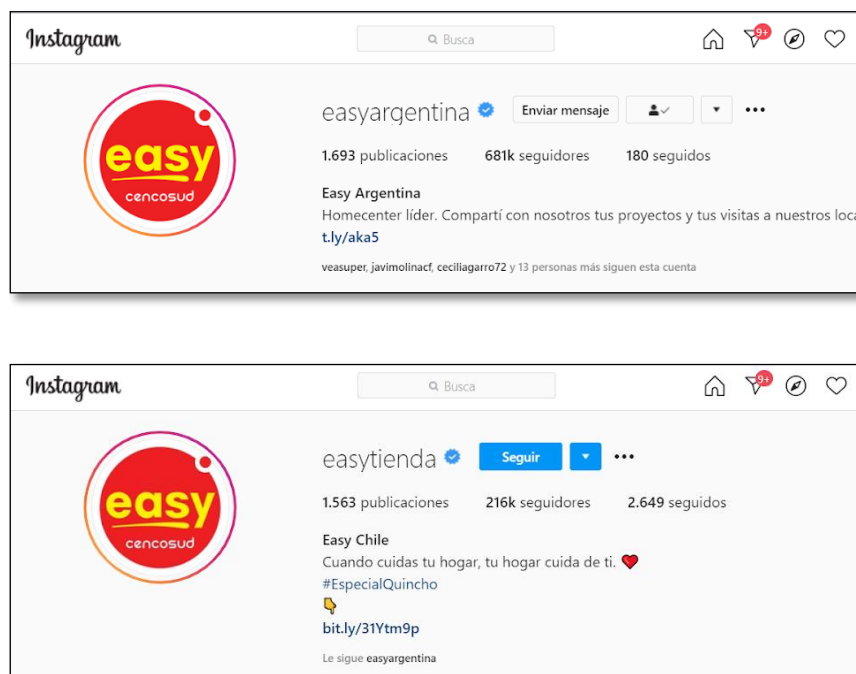 Instagram
Busca
9+
easy
cencosud
easyargentina
Enviar mensaje
1.693 publicaciones 681k seguidores 180 seguidos
Easy Argentina
Homecenter líder. Compartí con nosotros tus proyectos y tus visitas a nuestros loca
t.ly/aka5
veasuper, javimolinacf, ceciliagarro72 y 13 personas más siguen esta cuenta
Instagram
Busca
9+
easy
cencosud
easytienda
Seguir
1.563 publicaciones 216k seguidores 2.649 seguidos
Easy Chile
Cuando cuidas tu hogar, tu hogar cuida de ti. ❤️
#EspecialQuincho
👇
bit.ly/31Ytm9p
Le sigue easyargentina